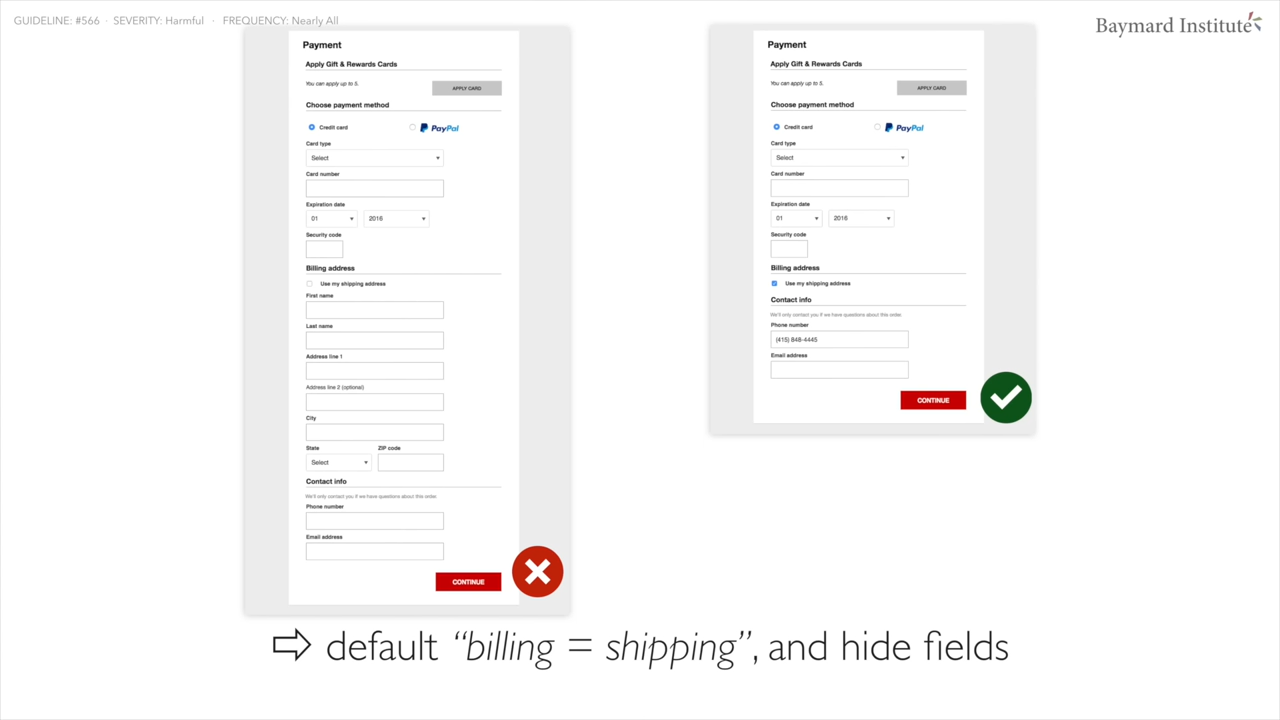 GUIDELINE: #566 · SEVERITY: Harmful · FREQUENCY: Nearly All
Baymard Institute
Payment
Apply Gift & Rewards Cards
You can apply up to 5.
APPLY CARD
Choose payment method
Credit card
PayPal
Card type
Select
Card number
Expiration date
01 2016
Security code
Billing address
Use my shipping address
First name
Last name
Address line 1
Address line 2 (optional)
City
State ZIP code
Select
Contact info
We'll only contact you if we have questions about this order.
Phone number
Email address
CONTINUE
Payment
Apply Gift & Rewards Cards
You can apply up to 5.
APPLY CARD
Choose payment method
Credit card
PayPal
Card type
Select
Card number
Expiration date
01 2016
Security code
Billing address
Use my shipping address
Contact info
We'll only contact you if we have questions about this order.
Phone number
(415) 848-4445
Email address
CONTINUE
⇨ default “billing = shipping”, and hide fields